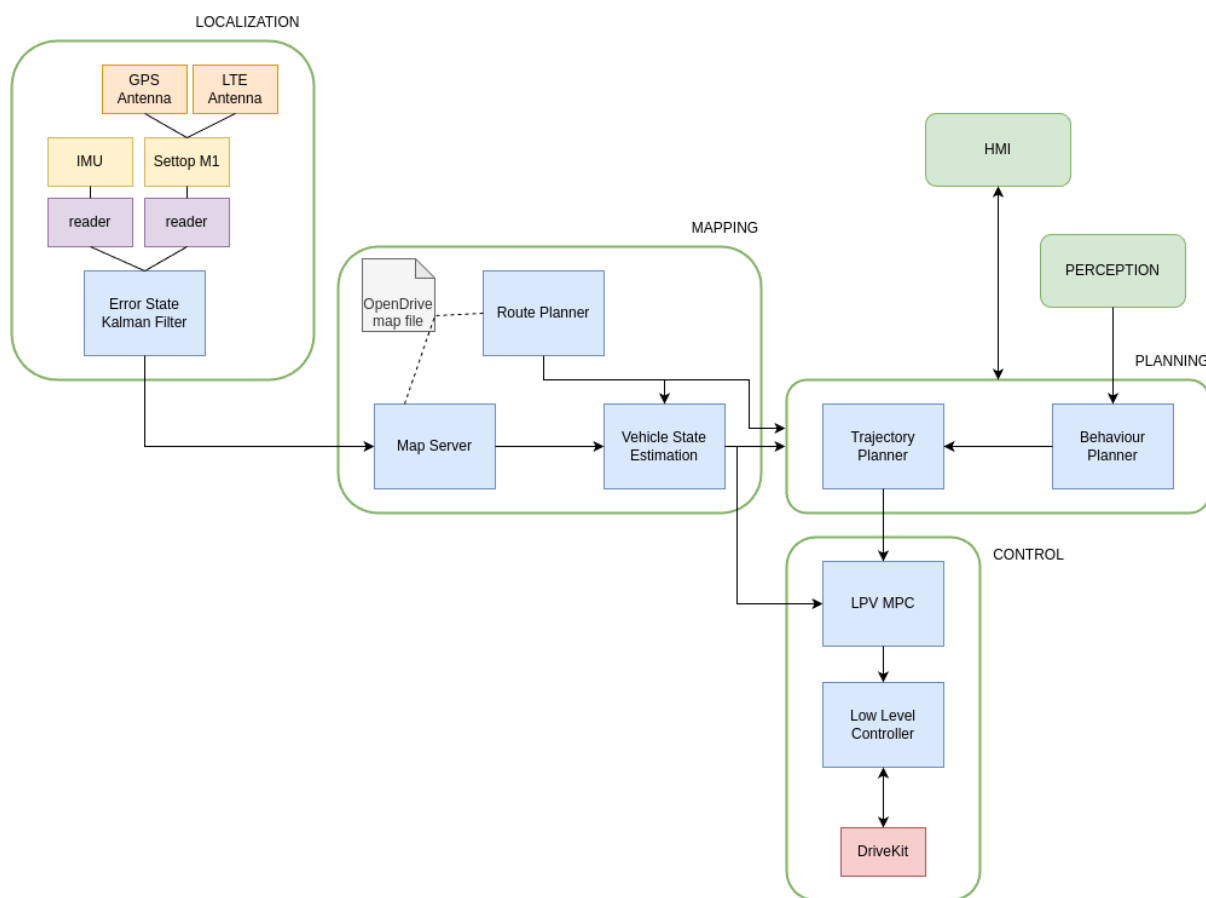 LOCALIZATION
GPS
Antenna
LTE
Antenna
IMU
Settop M1
reader
reader
Error State
Kalman Filter
MAPPING
OpenDrive
map file
Route Planner
Map Server
Vehicle State
Estimation
HMI
PERCEPTION
PLANNING
Trajectory
Planner
Behaviour
Planner
CONTROL
LPV MPC
Low Level
Controller
DriveKit